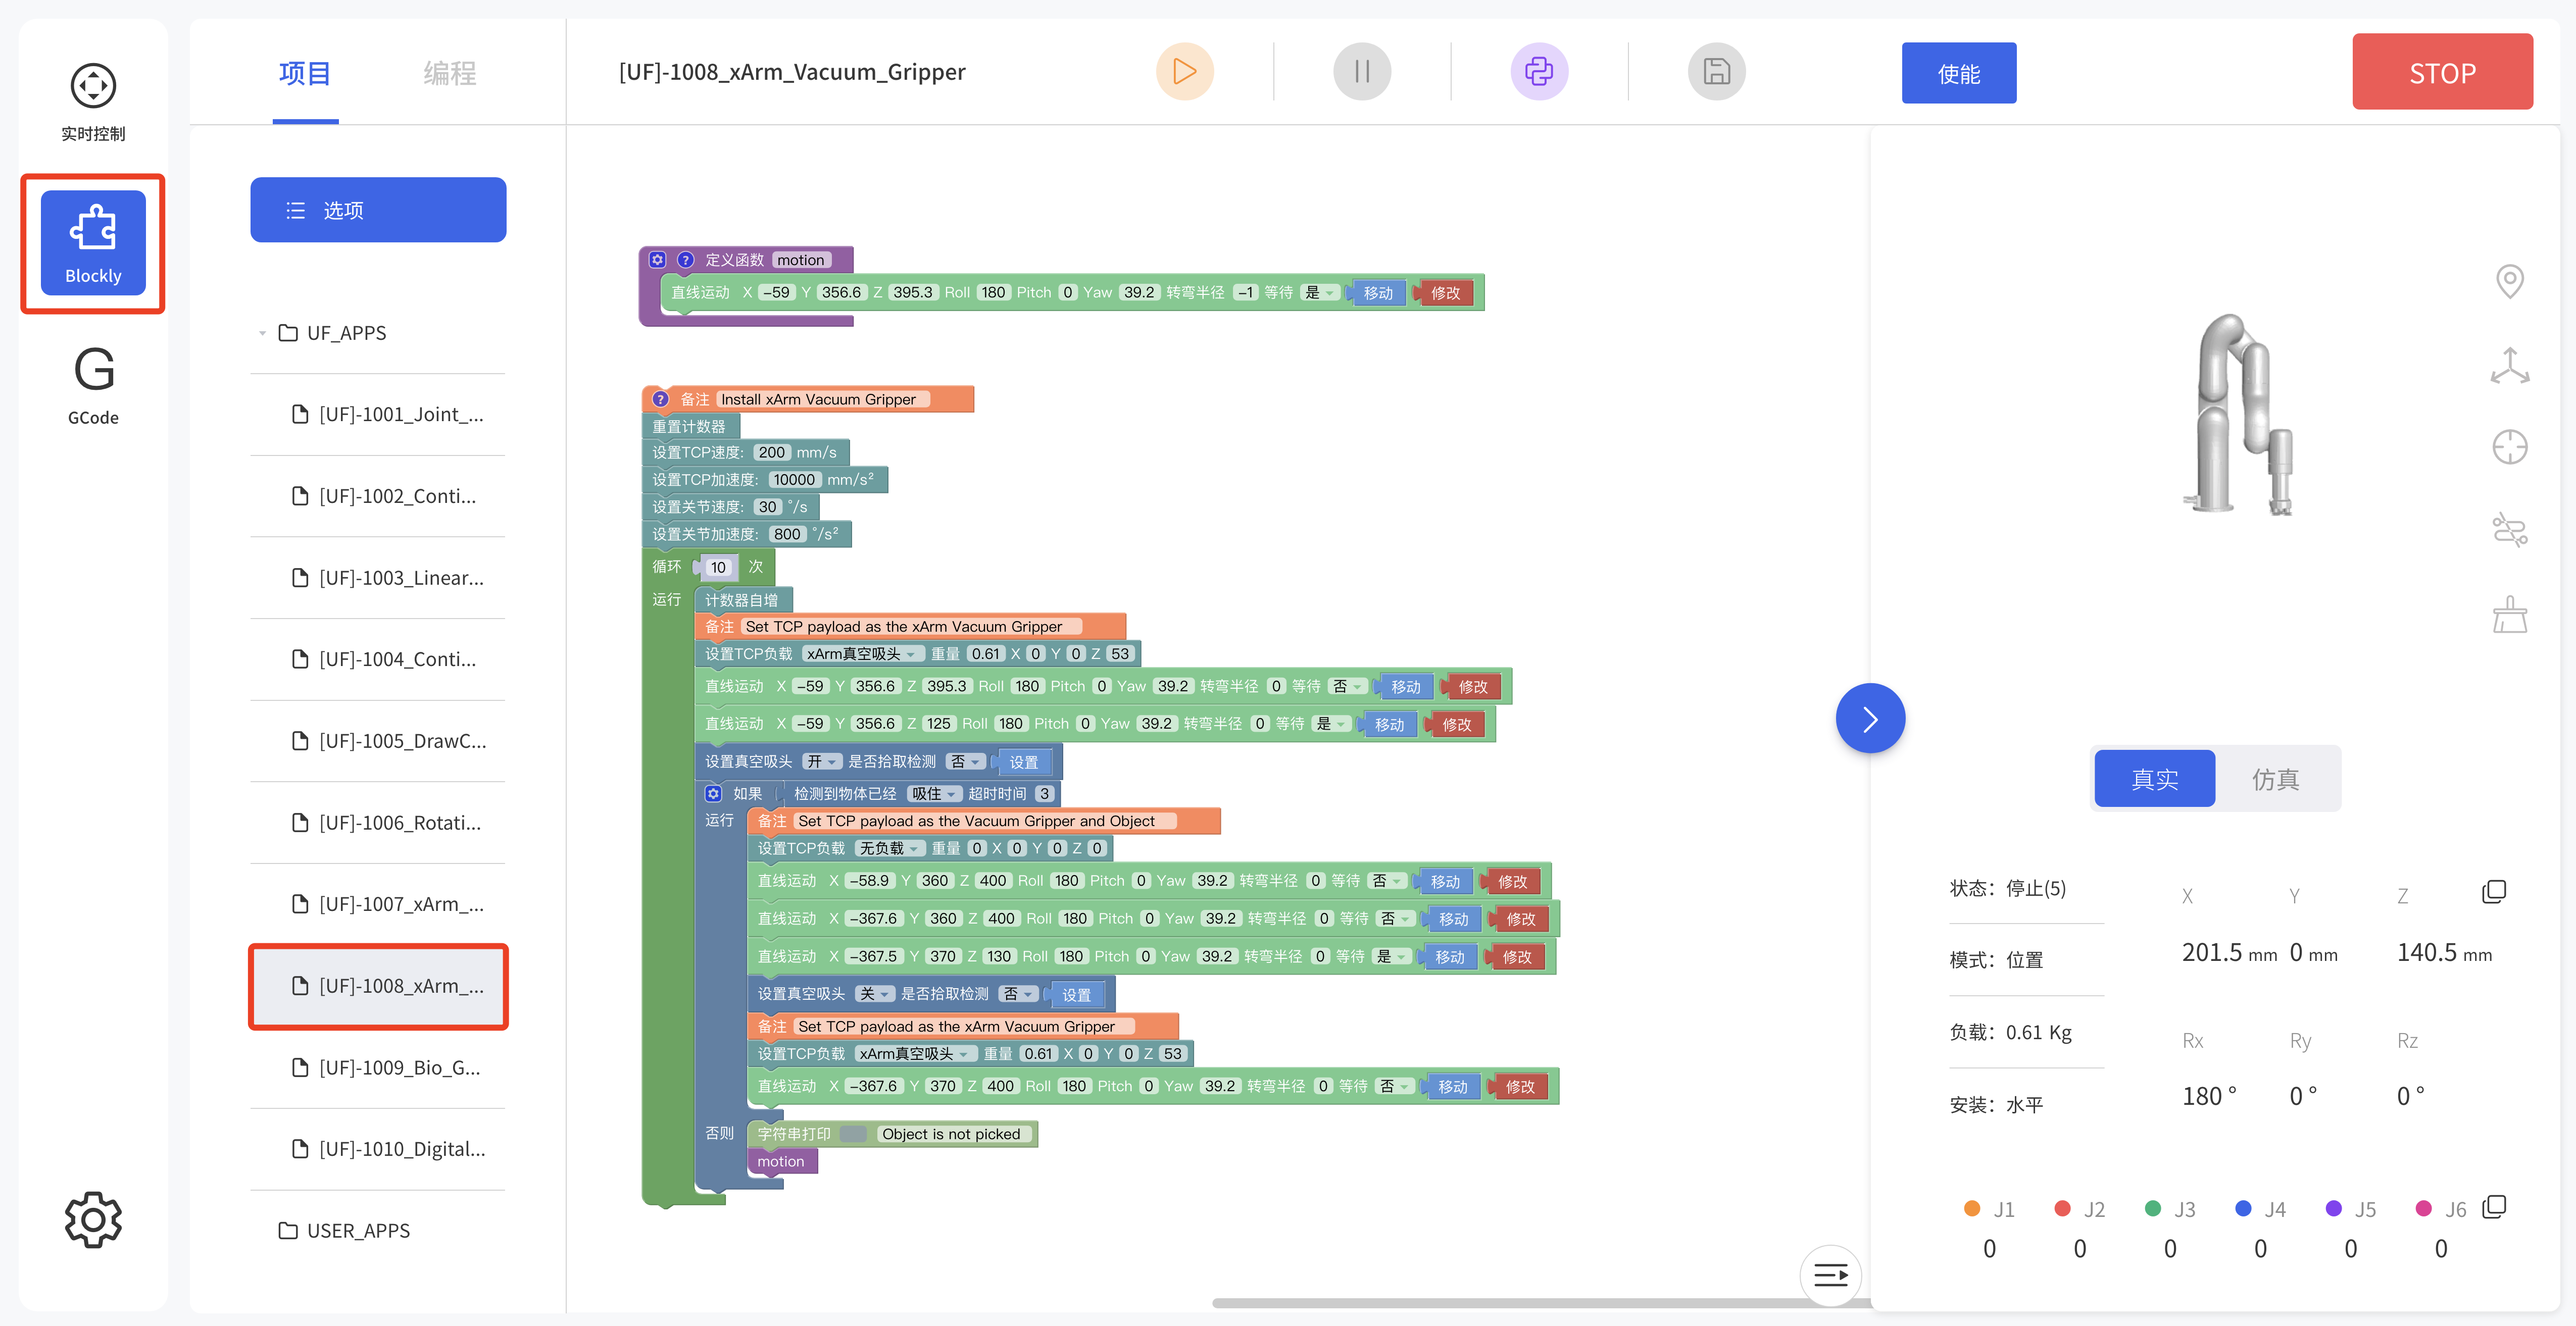 实时控制
Blockly
GCode
项目 编程
选项
UF_APPS
[UF]-1001_Joint_...
[UF]-1002_Conti...
[UF]-1003_Linear...
[UF]-1004_Conti...
[UF]-1005_DrawC...
[UF]-1006_Rotati...
[UF]-1007_xArm_...
[UF]-1008_xArm_...
[UF]-1009_Bio_G...
[UF]-1010_Digital...
USER_APPS
[UF]-1008_xArm_Vacuum_Gripper
使能
STOP
定义函数 motion
直线运动 X -59 Y 356.6 Z 395.3 Roll 180 Pitch 0 Yaw 39.2 转弯半径 -1 等待 是 移动 修改
备注 Install xArm Vacuum Gripper
重置计数器
设置TCP速度: 200 mm/s
设置TCP加速度: 10000 mm/s²
设置关节速度: 30 °/s
设置关节加速度: 800 °/s²
循环 10 次
运行 计数器自增
备注 Set TCP payload as the xArm Vacuum Gripper
设置TCP负载 xArm真空吸头 重量 0.61 X 0 Y 0 Z 53
直线运动 X -59 Y 356.6 Z 395.3 Roll 180 Pitch 0 Yaw 39.2 转弯半径 0 等待 否 移动 修改
直线运动 X -59 Y 356.6 Z 125 Roll 180 Pitch 0 Yaw 39.2 转弯半径 0 等待 是 移动 修改
设置真空吸头 开 是否拾取检测 否 设置
如果 检测到物体已经 吸住 超时时间 3
运行 备注 Set TCP payload as the Vacuum Gripper and Object
设置TCP负载 无负载 重量 0 X 0 Y 0 Z 0
直线运动 X -58.9 Y 360 Z 400 Roll 180 Pitch 0 Yaw 39.2 转弯半径 0 等待 否 移动 修改
直线运动 X -367.6 Y 360 Z 400 Roll 180 Pitch 0 Yaw 39.2 转弯半径 0 等待 否 移动 修改
直线运动 X -367.5 Y 370 Z 130 Roll 180 Pitch 0 Yaw 39.2 转弯半径 0 等待 是 移动 修改
设置真空吸头 关 是否拾取检测 否 设置
备注 Set TCP payload as the xArm Vacuum Gripper
设置TCP负载 xArm真空吸头 重量 0.61 X 0 Y 0 Z 53
直线运动 X -367.6 Y 370 Z 400 Roll 180 Pitch 0 Yaw 39.2 转弯半径 0 等待 否 移动 修改
否则 字符串打印 Object is not picked
motion
真实 仿真
状态：停止(5)
模式：位置
负载：0.61 Kg
安装：水平
X Y Z
201.5 mm 0 mm 140.5 mm
Rx Ry Rz
180 ° 0 ° 0 °
J1 J2 J3 J4 J5 J6
0 0 0 0 0 0